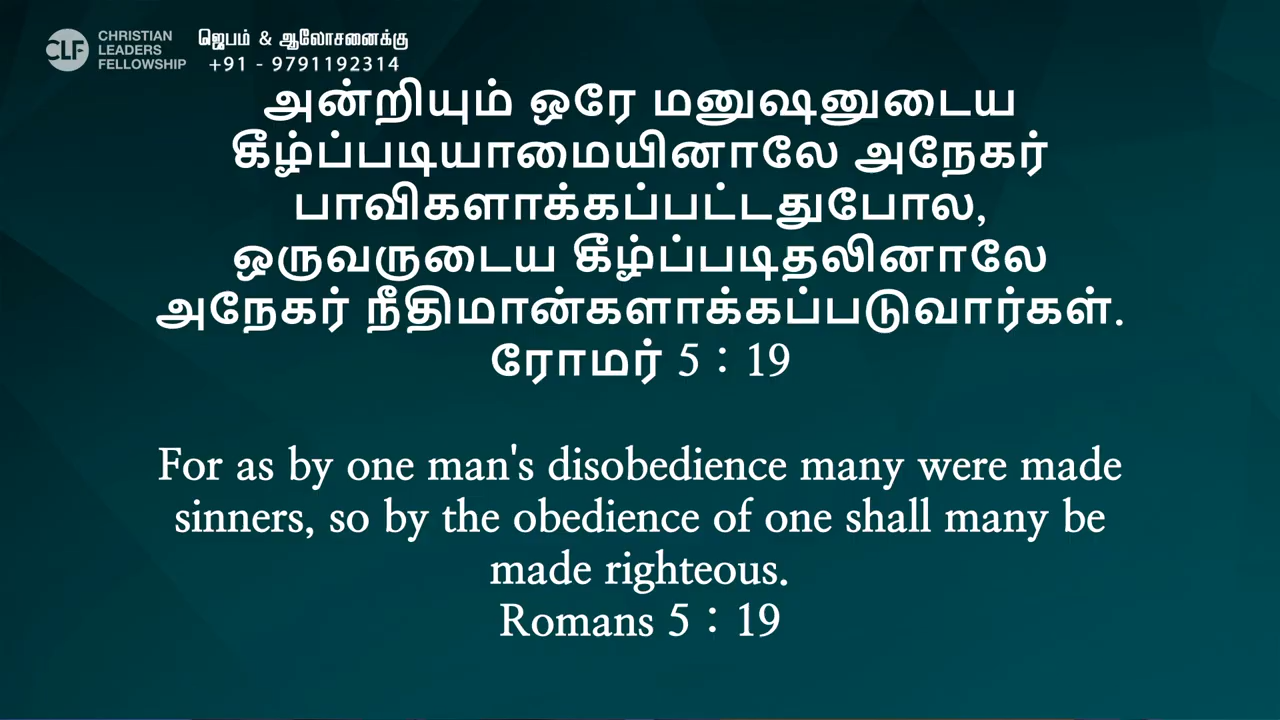 CLF
CHRISTIAN
LEADERS
FELLOWSHIP
ஜெபம் & ஆலோசனைக்கு
+91 - 9791192314
அன்றியும் ஒரே மனுஷனுடைய
கீழ்ப்படியாமையினாலே அநேகர்
பாவிகளாக்கப்பட்டதுபோல,
ஒருவருடைய கீழ்ப்படிதலினாலே
அநேகர் நீதிமான்களாக்கப்படுவார்கள்.
ரோமர் 5 : 19
For as by one man's disobedience many were made
sinners, so by the obedience of one shall many be
made righteous.
Romans 5 : 19